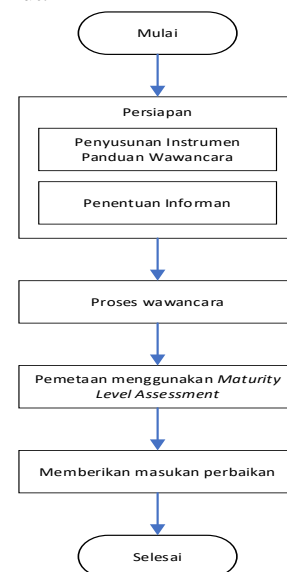 Mulai
Persiapan
Penyusunan Instrumen
Panduan Wawancara
Penentuan Informan
Proses wawancara
Pemetaan menggunakan Maturity
Level Assessment
Memberikan masukan perbaikan
Selesai